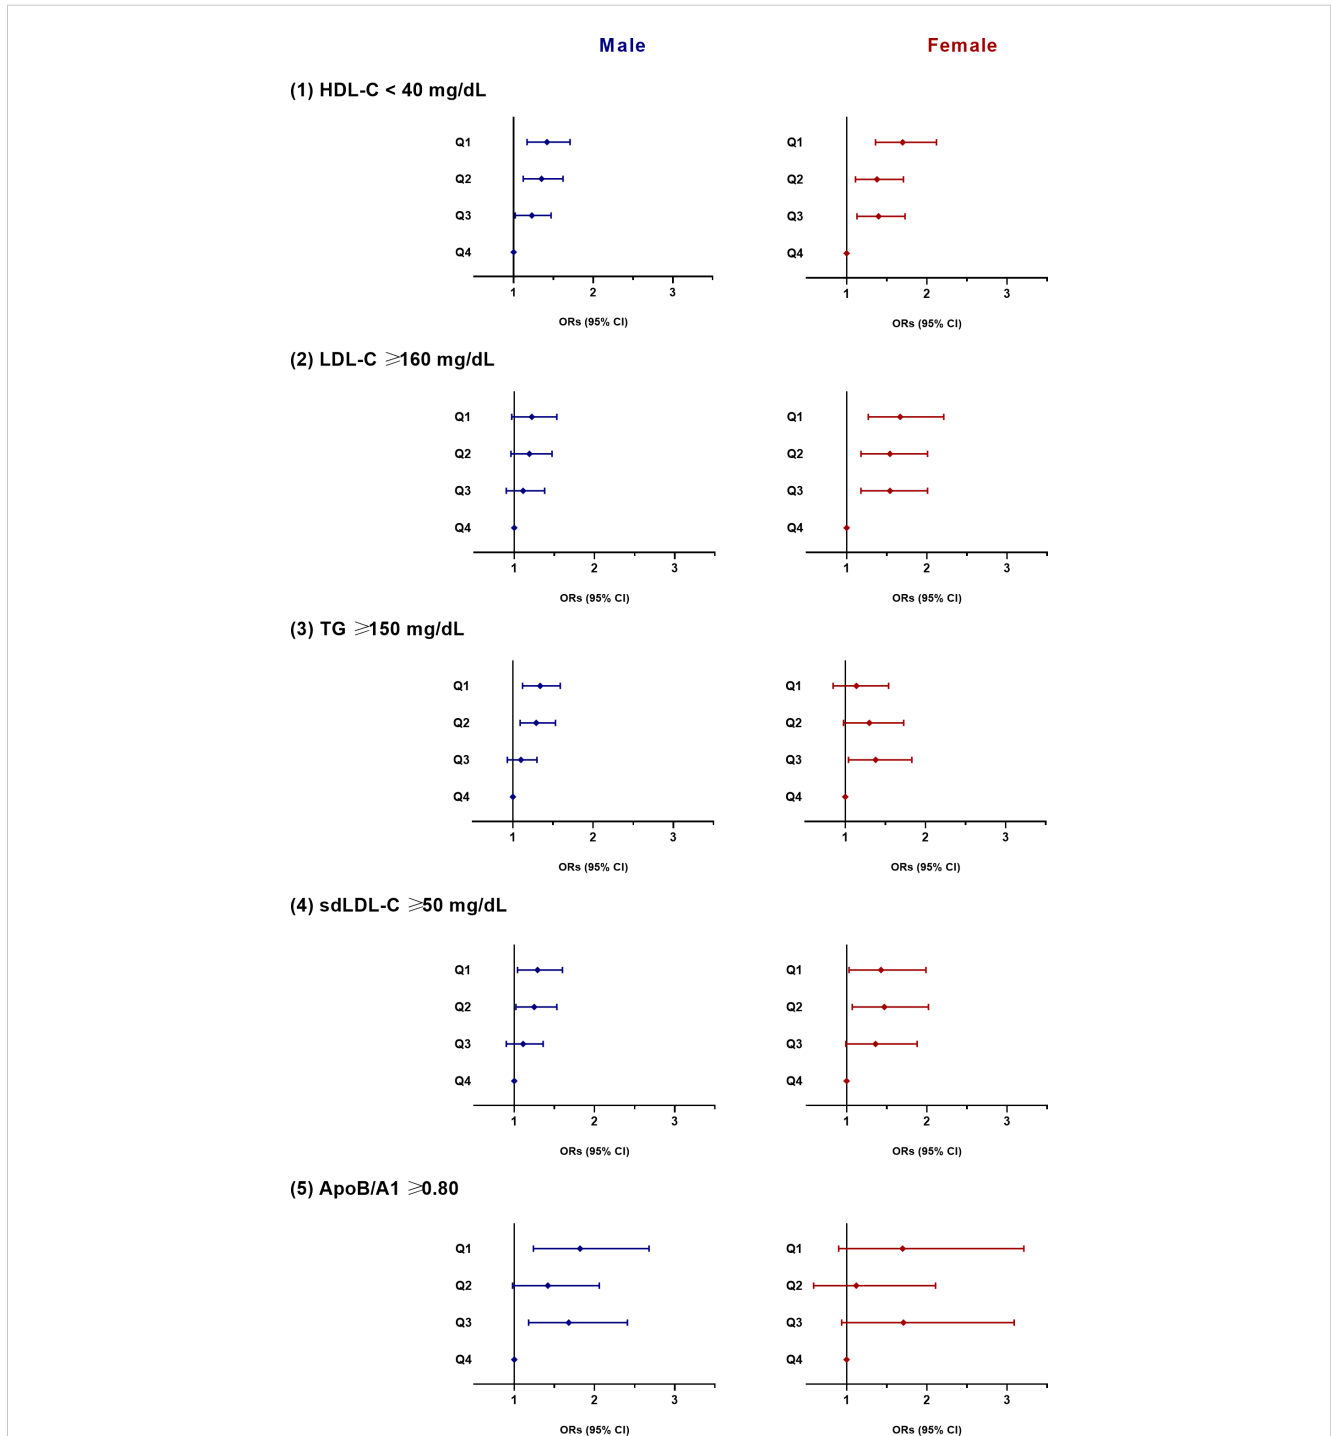 Male Female
(1) HDL-C < 40 mg/dL
Q1 Q1
Q2 Q2
Q3 Q3
Q4 Q4
1 2 3 1 2 3
ORs (95% CI) ORs (95% CI)
(2) LDL-C ≥160 mg/dL
Q1 Q1
Q2 Q2
Q3 Q3
Q4 Q4
1 2 3 1 2 3
ORs (95% CI) ORs (95% CI)
(3) TG ≥150 mg/dL
Q1 Q1
Q2 Q2
Q3 Q3
Q4 Q4
1 2 3 1 2 3
ORs (95% CI) ORs (95% CI)
(4) sdLDL-C ≥50 mg/dL
Q1 Q1
Q2 Q2
Q3 Q3
Q4 Q4
1 2 3 1 2 3
ORs (95% CI) ORs (95% CI)
(5) ApoB/A1 ≥0.80
Q1 Q1
Q2 Q2
Q3 Q3
Q4 Q4
1 2 3 1 2 3
ORs (95% CI) ORs (95% CI)